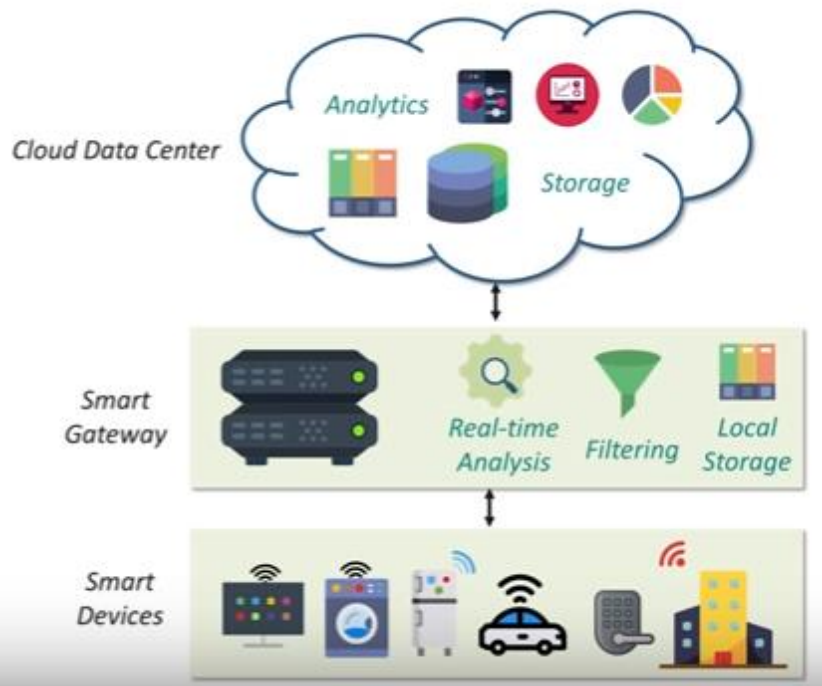 Analytics
Cloud Data Center
Storage
Smart
Gateway
Real-time
Analysis
Filtering
Local
Storage
Smart
Devices